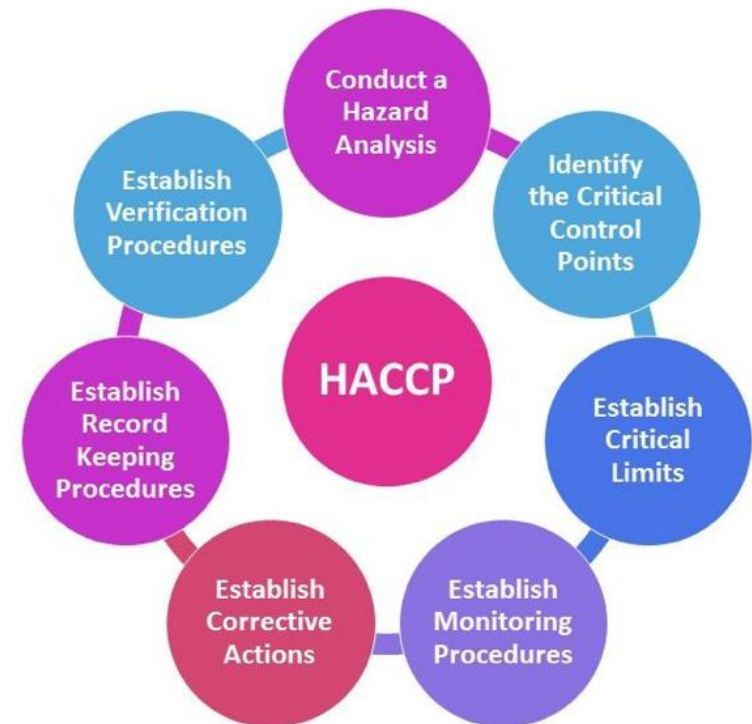 Conduct a
Hazard
Analysis
Identify
the Critical
Control
Points
Establish
Critical
Limits
Establish
Monitoring
Procedures
Establish
Corrective
Actions
Establish
Record
Keeping
Procedures
Establish
Verification
Procedures
HACCP